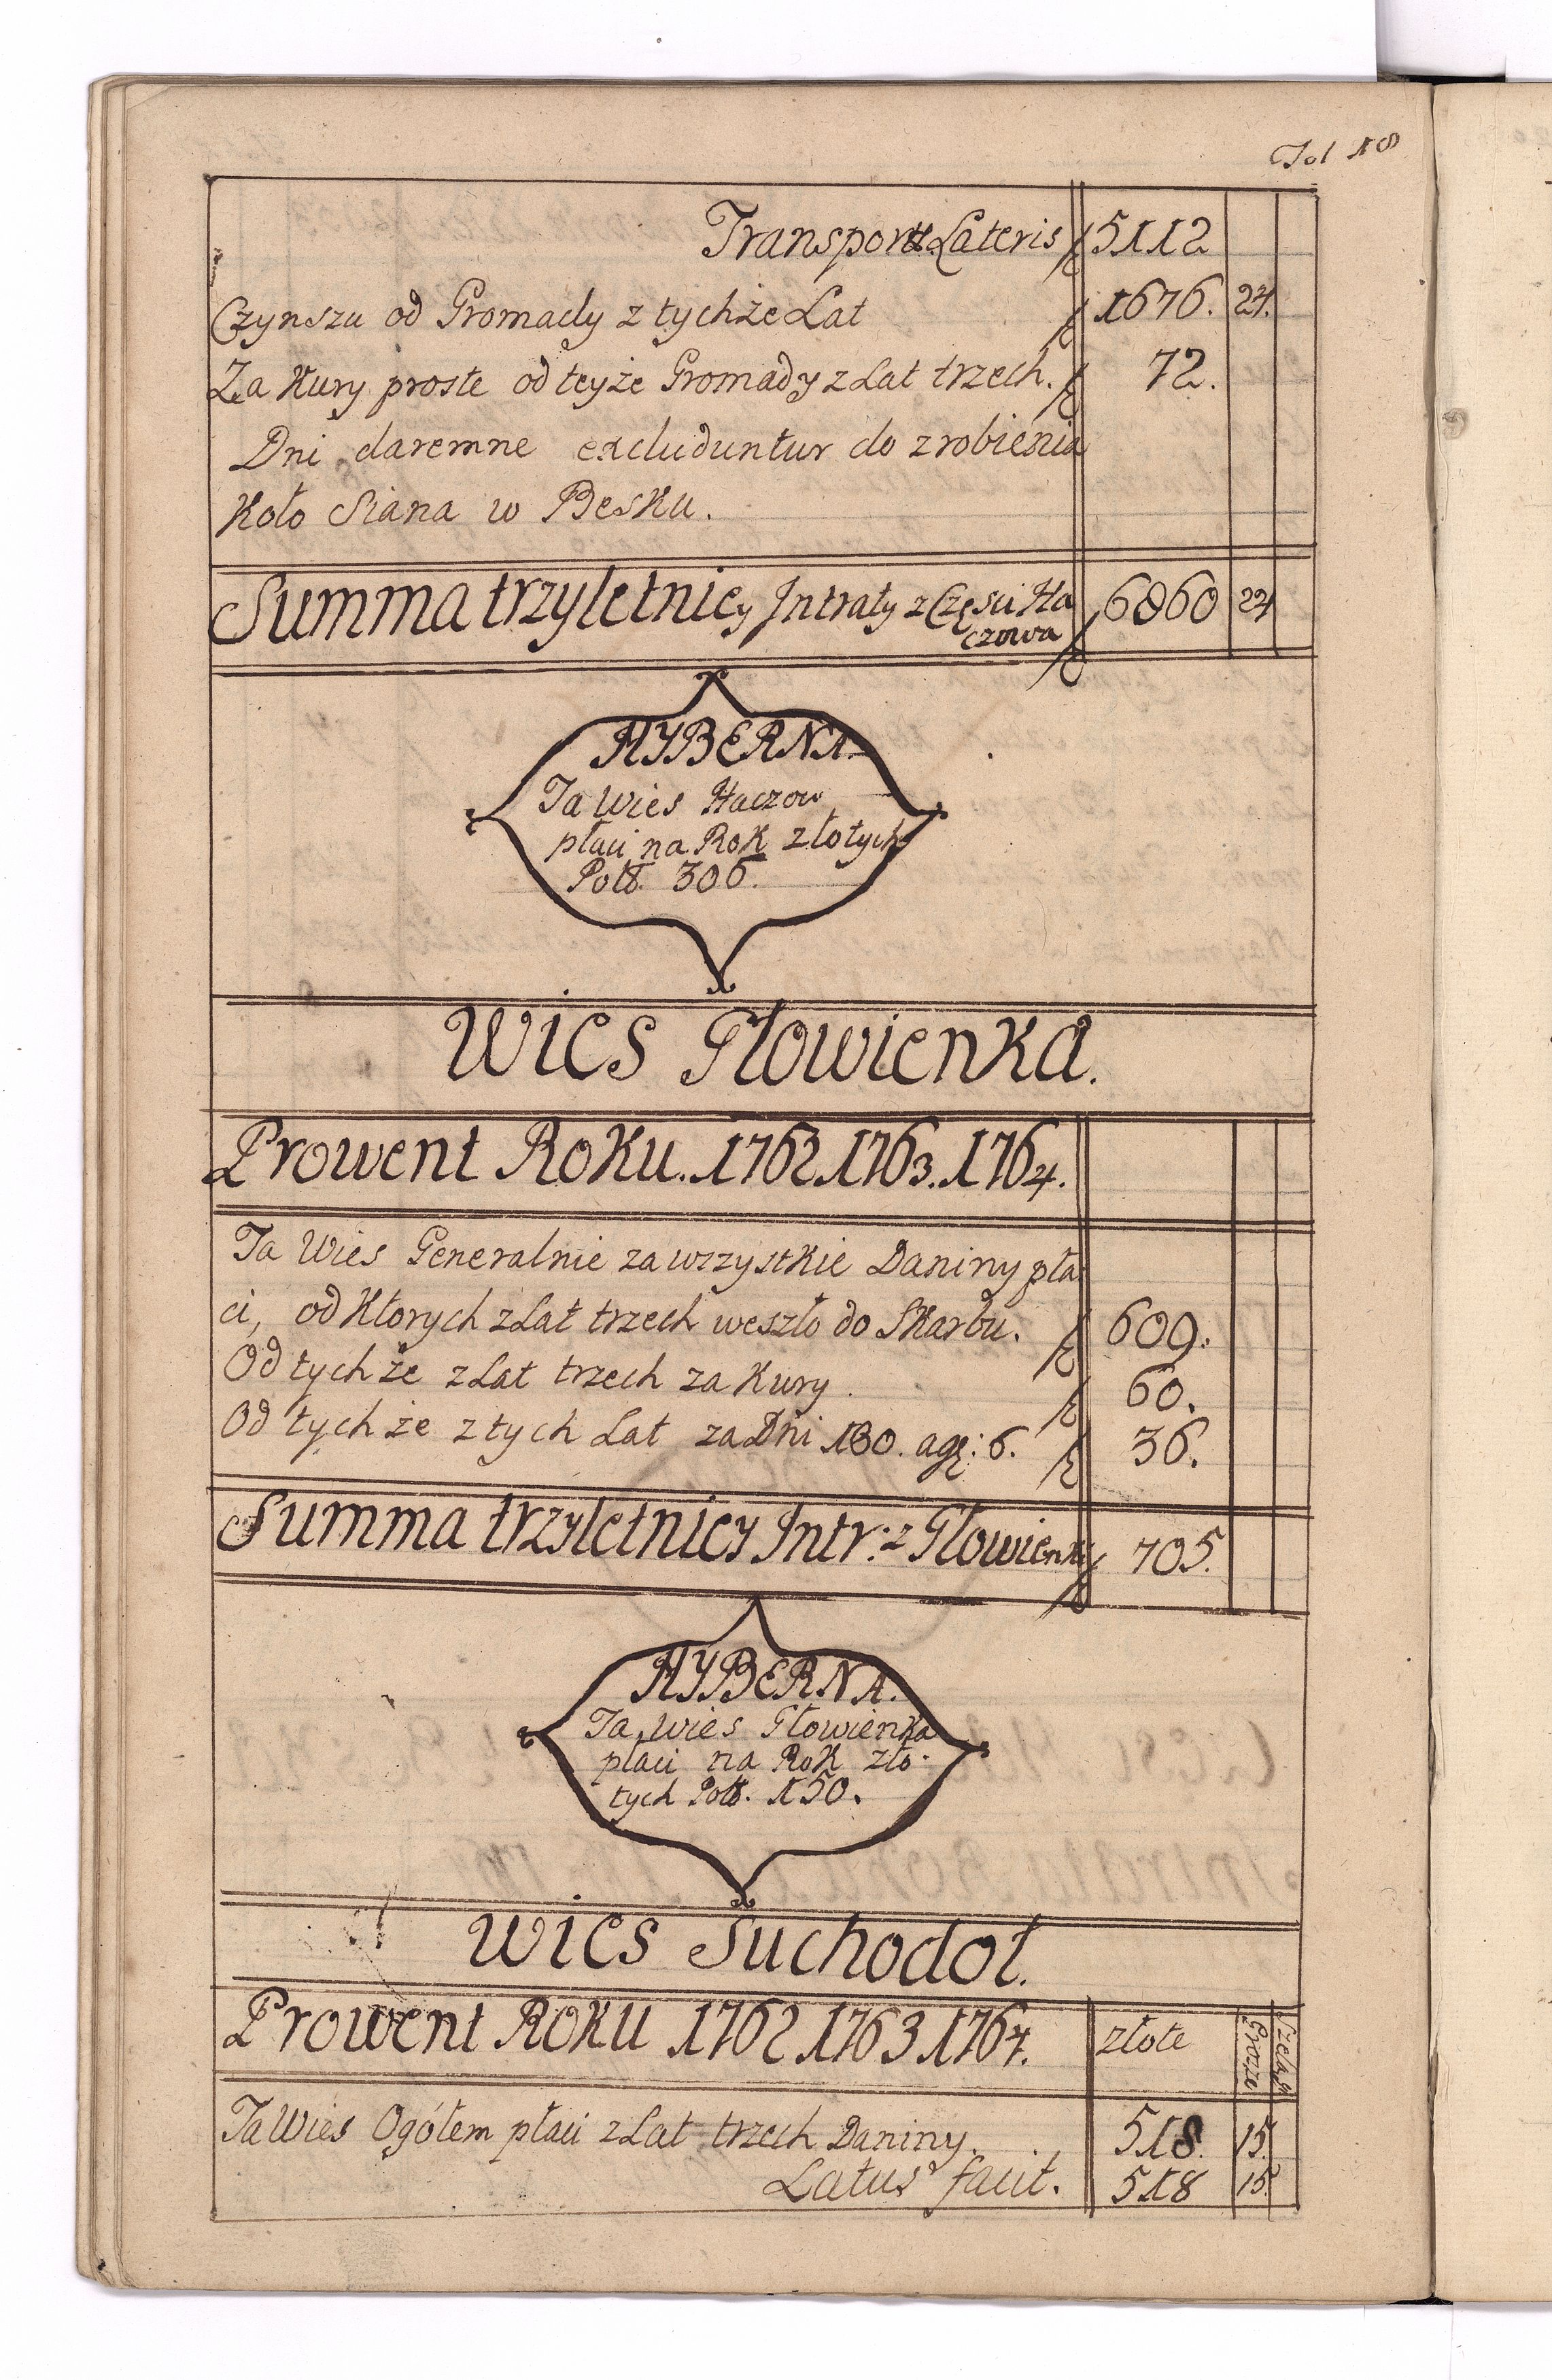 Fol 18
Transport Lateris 5112
Czynszu od Gromady z tychże Lat 1676. 24.
Za Kury proste od teyże Gromady z Lat trzech. 72.
Dni daremne excluduntur do zrobienia
Koło Siana w Besku.
Summa trzyletniey Intraty z Częsci Ha 6860 24
czowa
HYBERNA
Ta Wies Haczow
płaci na Rok złotych
Polł. 306.
Wies Głowienka.
Prowent Roku. 1762 1763. 1764.
Ta Wies Generalnie za wszystkie Daniny pła
ci, od Ktorych z Lat trzech weszło do Skarbu. 609.
Od tychże z Lat trzech za Kury. 60.
Od tychże z tych Lat za Dni 180. a gr: 6. 36.
Summa trzyletniey Intr: z Głowienki 705.
HYBERNA.
Ta Wies Głowienka
płaci na Rok zło
tych Polł. 150.
Wies Suchodoł.
Prowent Roku 1762 1763 1764. złote Grosze Szelągi
Ta Wies Ogółem płaci z Lat trzech Daniny. 518. 15.
Latus facit. 518 15.